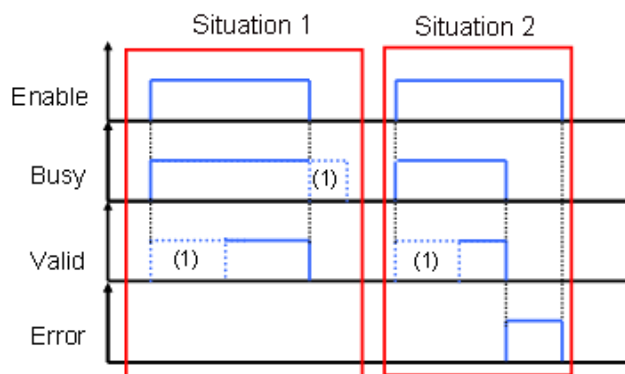 Situation 1
Situation 2
Enable
Busy
(1)
Valid
(1)
(1)
Error